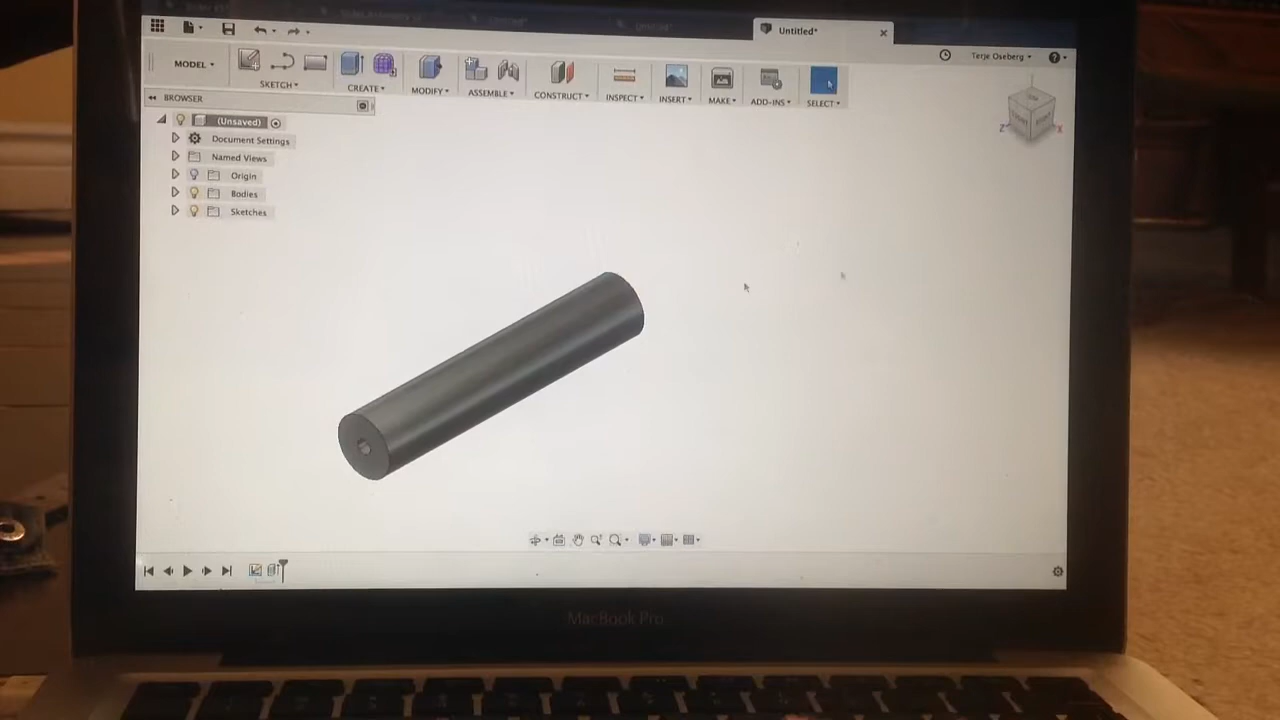 Untitled*
Terje Oseberg
MODEL
SKETCH
CREATE
MODIFY
ASSEMBLE
CONSTRUCT
INSPECT
INSERT
MAKE
ADD-INS
SELECT
BROWSER
(Unsaved)
Document Settings
Named Views
Origin
Bodies
Sketches
Z
X
MacBook Pro